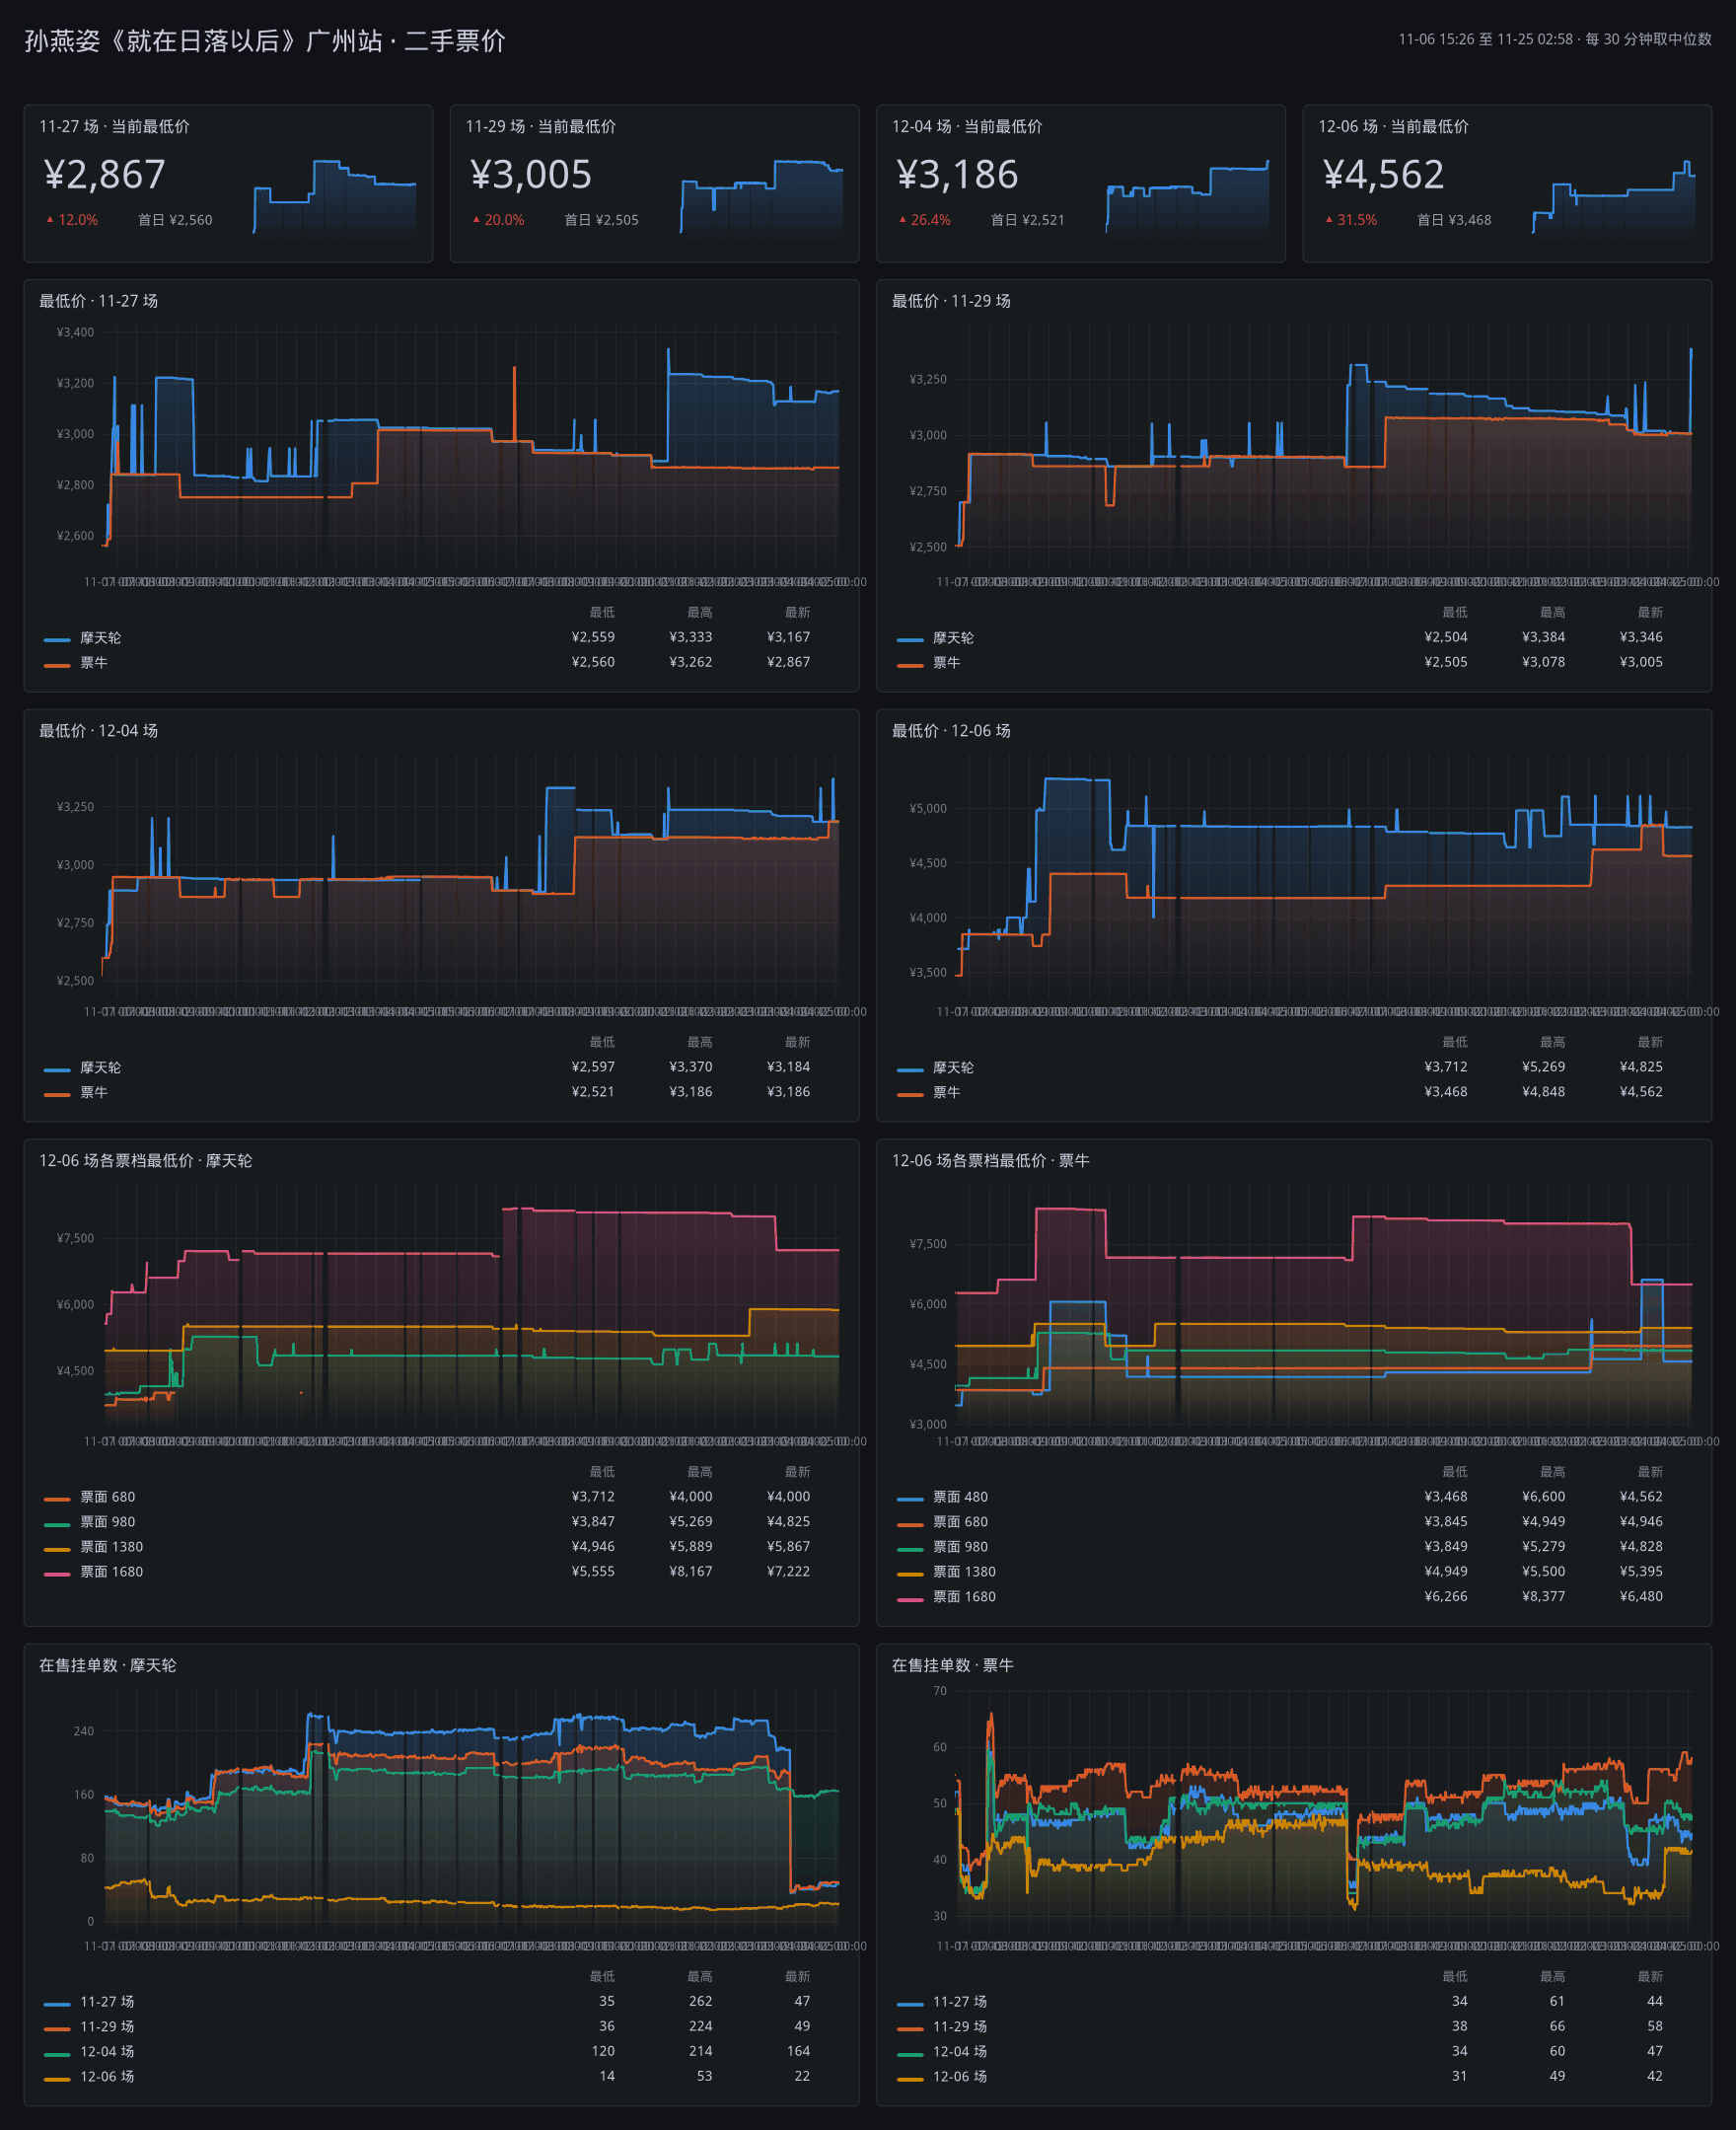 孙燕姿《就在日落以后》广州站 · 二手票价
11-06 15:26 至 11-25 02:58 · 每 30 分钟取中位数
11-27 场 · 当前最低价
¥2,867
▲ 12.0% 首日 ¥2,560
11-29 场 · 当前最低价
¥3,005
▲ 20.0% 首日 ¥2,505
12-04 场 · 当前最低价
¥3,186
▲ 26.4% 首日 ¥2,521
12-06 场 · 当前最低价
¥4,562
▲ 31.5% 首日 ¥3,468
最低价 · 11-27 场
¥3,400
¥3,200
¥3,000
¥2,800
¥2,600
最低 最高 最新
摩天轮 ¥2,559 ¥3,333 ¥3,167
票牛 ¥2,560 ¥3,262 ¥2,867
最低价 · 11-29 场
¥3,250
¥3,000
¥2,750
¥2,500
最低 最高 最新
摩天轮 ¥2,504 ¥3,384 ¥3,346
票牛 ¥2,505 ¥3,078 ¥3,005
最低价 · 12-04 场
¥3,250
¥3,000
¥2,750
¥2,500
最低 最高 最新
摩天轮 ¥2,597 ¥3,370 ¥3,184
票牛 ¥2,521 ¥3,186 ¥3,186
最低价 · 12-06 场
¥5,000
¥4,500
¥4,000
¥3,500
最低 最高 最新
摩天轮 ¥3,712 ¥5,269 ¥4,825
票牛 ¥3,468 ¥4,848 ¥4,562
12-06 场各票档最低价 · 摩天轮
¥7,500
¥6,000
¥4,500
最低 最高 最新
票面 680 ¥3,712 ¥4,000 ¥4,000
票面 980 ¥3,847 ¥5,269 ¥4,825
票面 1380 ¥4,946 ¥5,889 ¥5,867
票面 1680 ¥5,555 ¥8,167 ¥7,222
12-06 场各票档最低价 · 票牛
¥7,500
¥6,000
¥4,500
¥3,000
最低 最高 最新
票面 480 ¥3,468 ¥6,600 ¥4,562
票面 680 ¥3,845 ¥4,949 ¥4,946
票面 980 ¥3,849 ¥5,279 ¥4,828
票面 1380 ¥4,949 ¥5,500 ¥5,395
票面 1680 ¥6,266 ¥8,377 ¥6,480
在售挂单数 · 摩天轮
240
160
80
0
最低 最高 最新
11-27 场 35 262 47
11-29 场 36 224 49
12-04 场 120 214 164
12-06 场 14 53 22
在售挂单数 · 票牛
70
60
50
40
30
最低 最高 最新
11-27 场 34 61 44
11-29 场 38 66 58
12-04 场 34 60 47
12-06 场 31 49 42